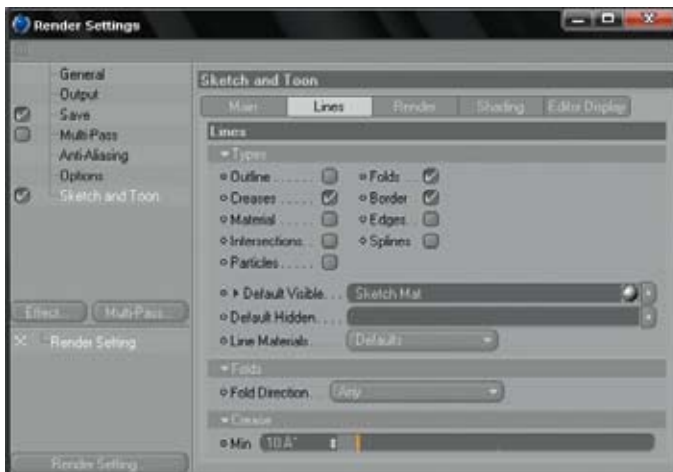 Render Settings
General
Output
Save
Multi-Pass
Anti-Aliasing
Options
Sketch and Toon
Effect... Multi-Pass...
Render Setting
Render Setting...
Sketch and Toon
Main Lines Render Shading Editor Display
Lines
Types
Outline . . . . . . Folds . . .
Creases . . . . . Border . .
Material . . . . . Edges . .
Intersections . . Splines . .
Particles . . . . .
Default Visible . . . Sketch Mat
Default Hidden . . . .
Line Materials . . . Defaults
Folds
Fold Direction . . Any
Crease
Min 10 Â°